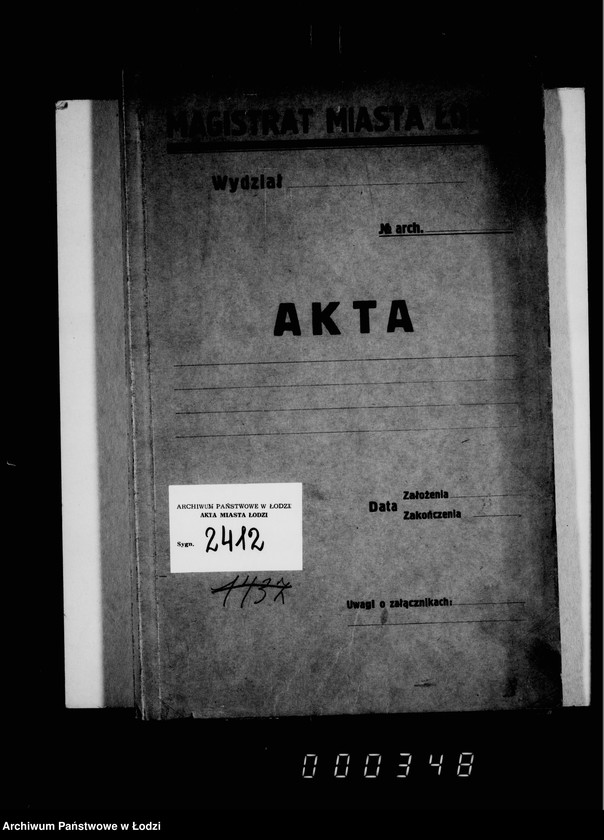 MAGISTRAT MIASTA ŁO
Wydział
№ arch.
AKTA
Data
Założenia
Zakończenia
ARCHIWUM PAŃSTWOWE W ŁODZI
AKTA MIASTA ŁODZI
Sygn. 2412
Uwagi o załącznikach:
000348
Archiwum Państwowe w Łodzi